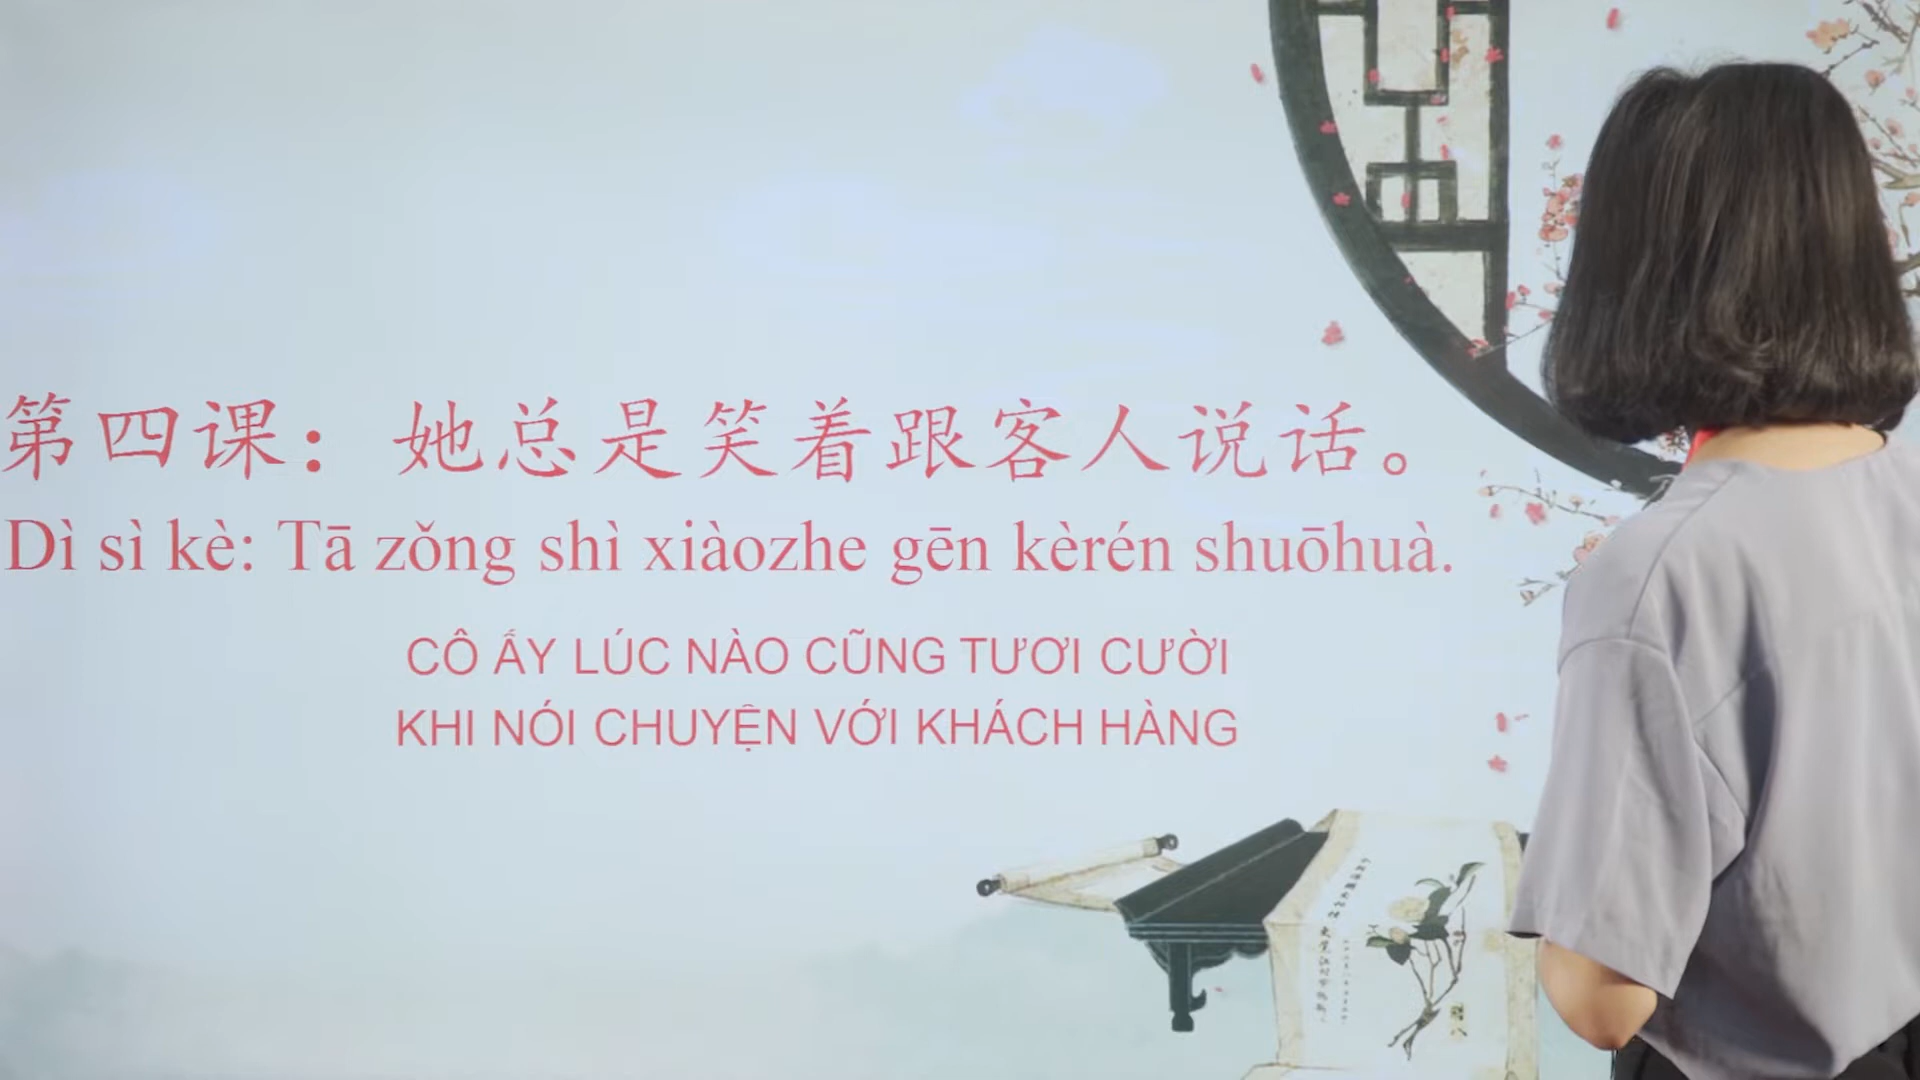 第四课：她总是笑着跟客人说话。
Dì sì kè: Tā zǒng shì xiàozhe gēn kèrén shuōhuà.
CÔ ẤY LÚC NÀO CŨNG TƯƠI CƯỜI
KHI NÓI CHUYỆN VỚI KHÁCH HÀNG